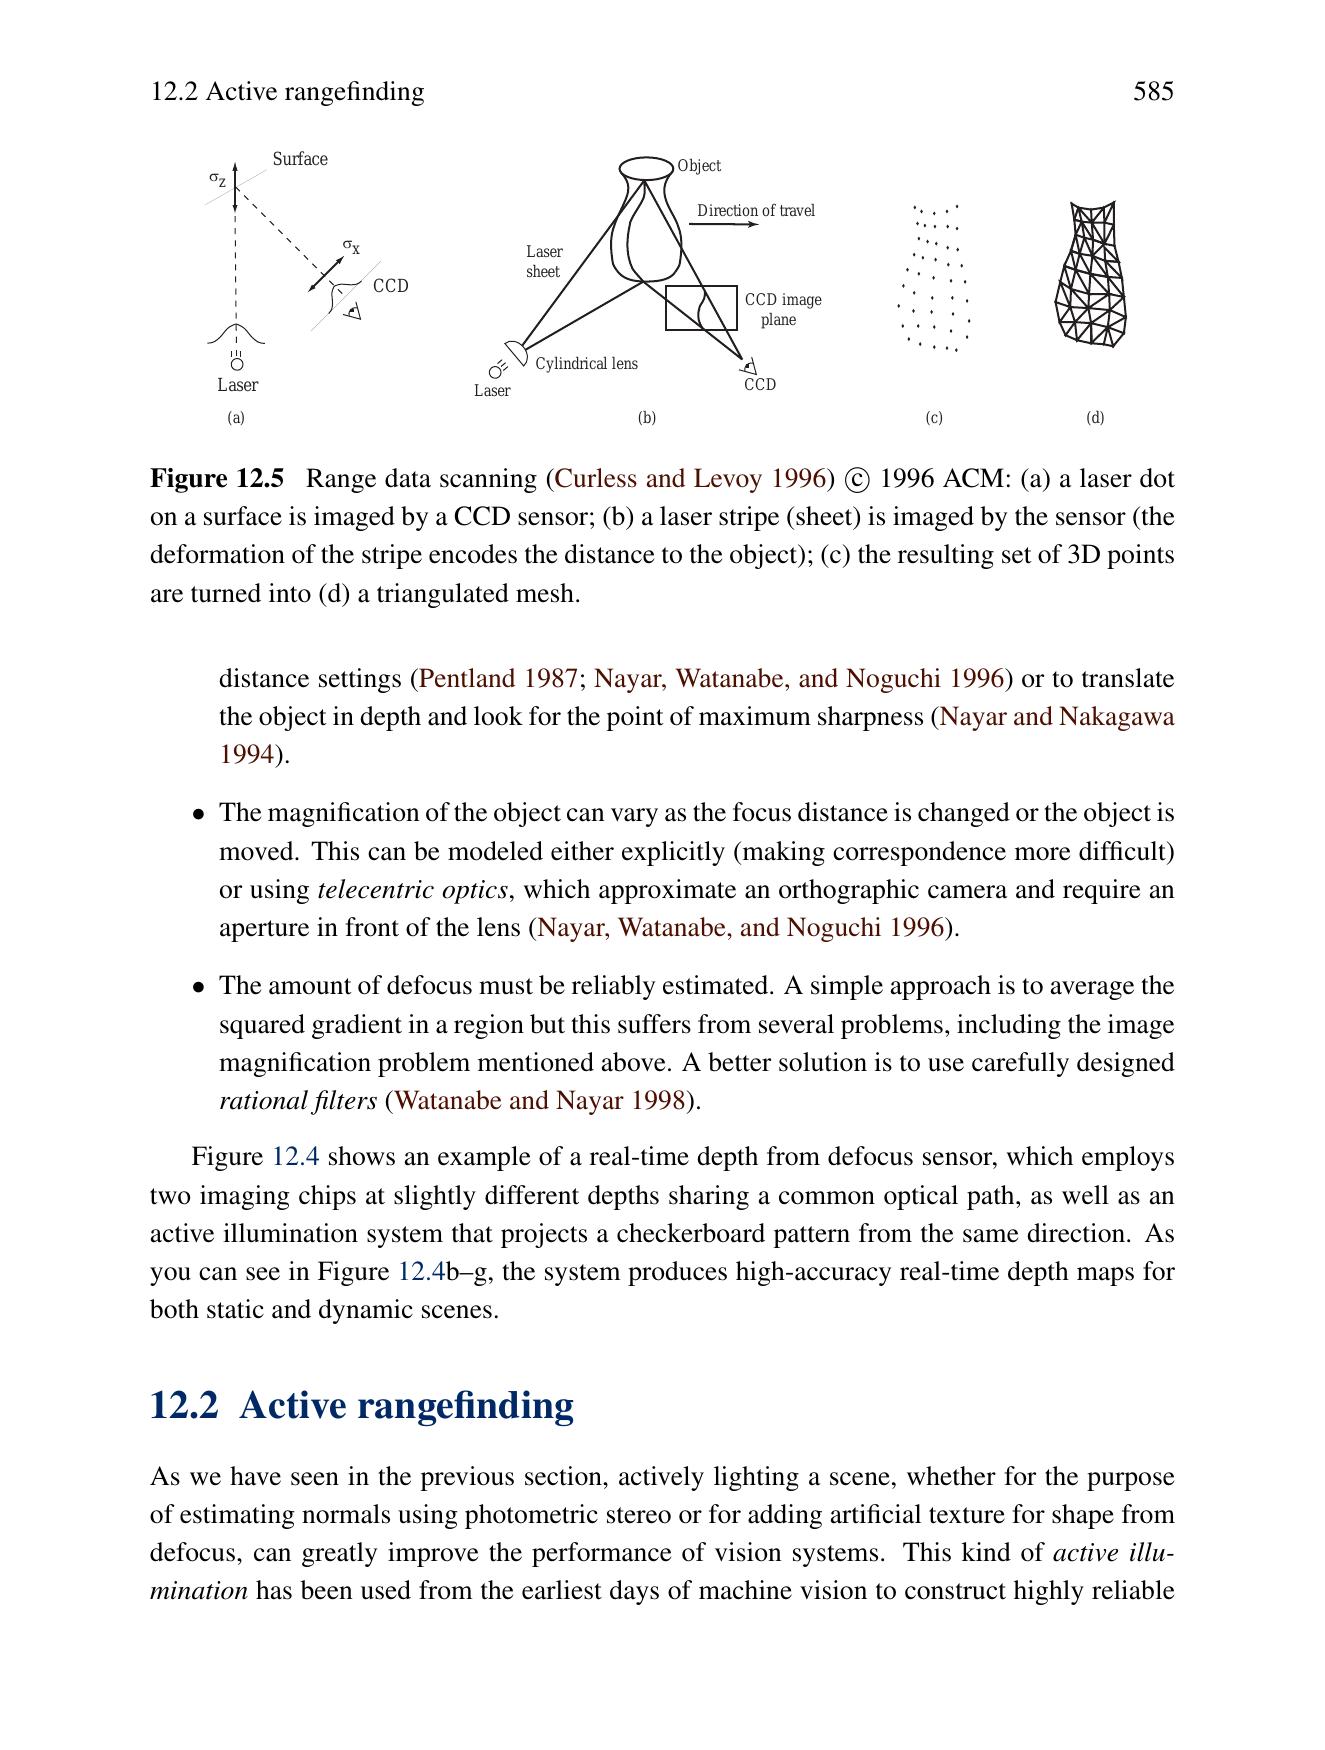 12.2 Active rangefinding 585
Surface
σz
σx
CCD
Laser
(a)
Object
Direction of travel
Laser
sheet
CCD image
plane
Cylindrical lens
Laser
CCD
(b)
(c)
(d)
Figure 12.5 Range data scanning (Curless and Levoy 1996) © 1996 ACM: (a) a laser dot
on a surface is imaged by a CCD sensor; (b) a laser stripe (sheet) is imaged by the sensor (the
deformation of the stripe encodes the distance to the object); (c) the resulting set of 3D points
are turned into (d) a triangulated mesh.
distance settings (Pentland 1987; Nayar, Watanabe, and Noguchi 1996) or to translate
the object in depth and look for the point of maximum sharpness (Nayar and Nakagawa
1994).
• The magnification of the object can vary as the focus distance is changed or the object is
moved. This can be modeled either explicitly (making correspondence more difficult)
or using telecentric optics, which approximate an orthographic camera and require an
aperture in front of the lens (Nayar, Watanabe, and Noguchi 1996).
• The amount of defocus must be reliably estimated. A simple approach is to average the
squared gradient in a region but this suffers from several problems, including the image
magnification problem mentioned above. A better solution is to use carefully designed
rational filters (Watanabe and Nayar 1998).
Figure 12.4 shows an example of a real-time depth from defocus sensor, which employs
two imaging chips at slightly different depths sharing a common optical path, as well as an
active illumination system that projects a checkerboard pattern from the same direction. As
you can see in Figure 12.4b–g, the system produces high-accuracy real-time depth maps for
both static and dynamic scenes.
12.2 Active rangefinding
As we have seen in the previous section, actively lighting a scene, whether for the purpose
of estimating normals using photometric stereo or for adding artificial texture for shape from
defocus, can greatly improve the performance of vision systems. This kind of active illu-
mination has been used from the earliest days of machine vision to construct highly reliable